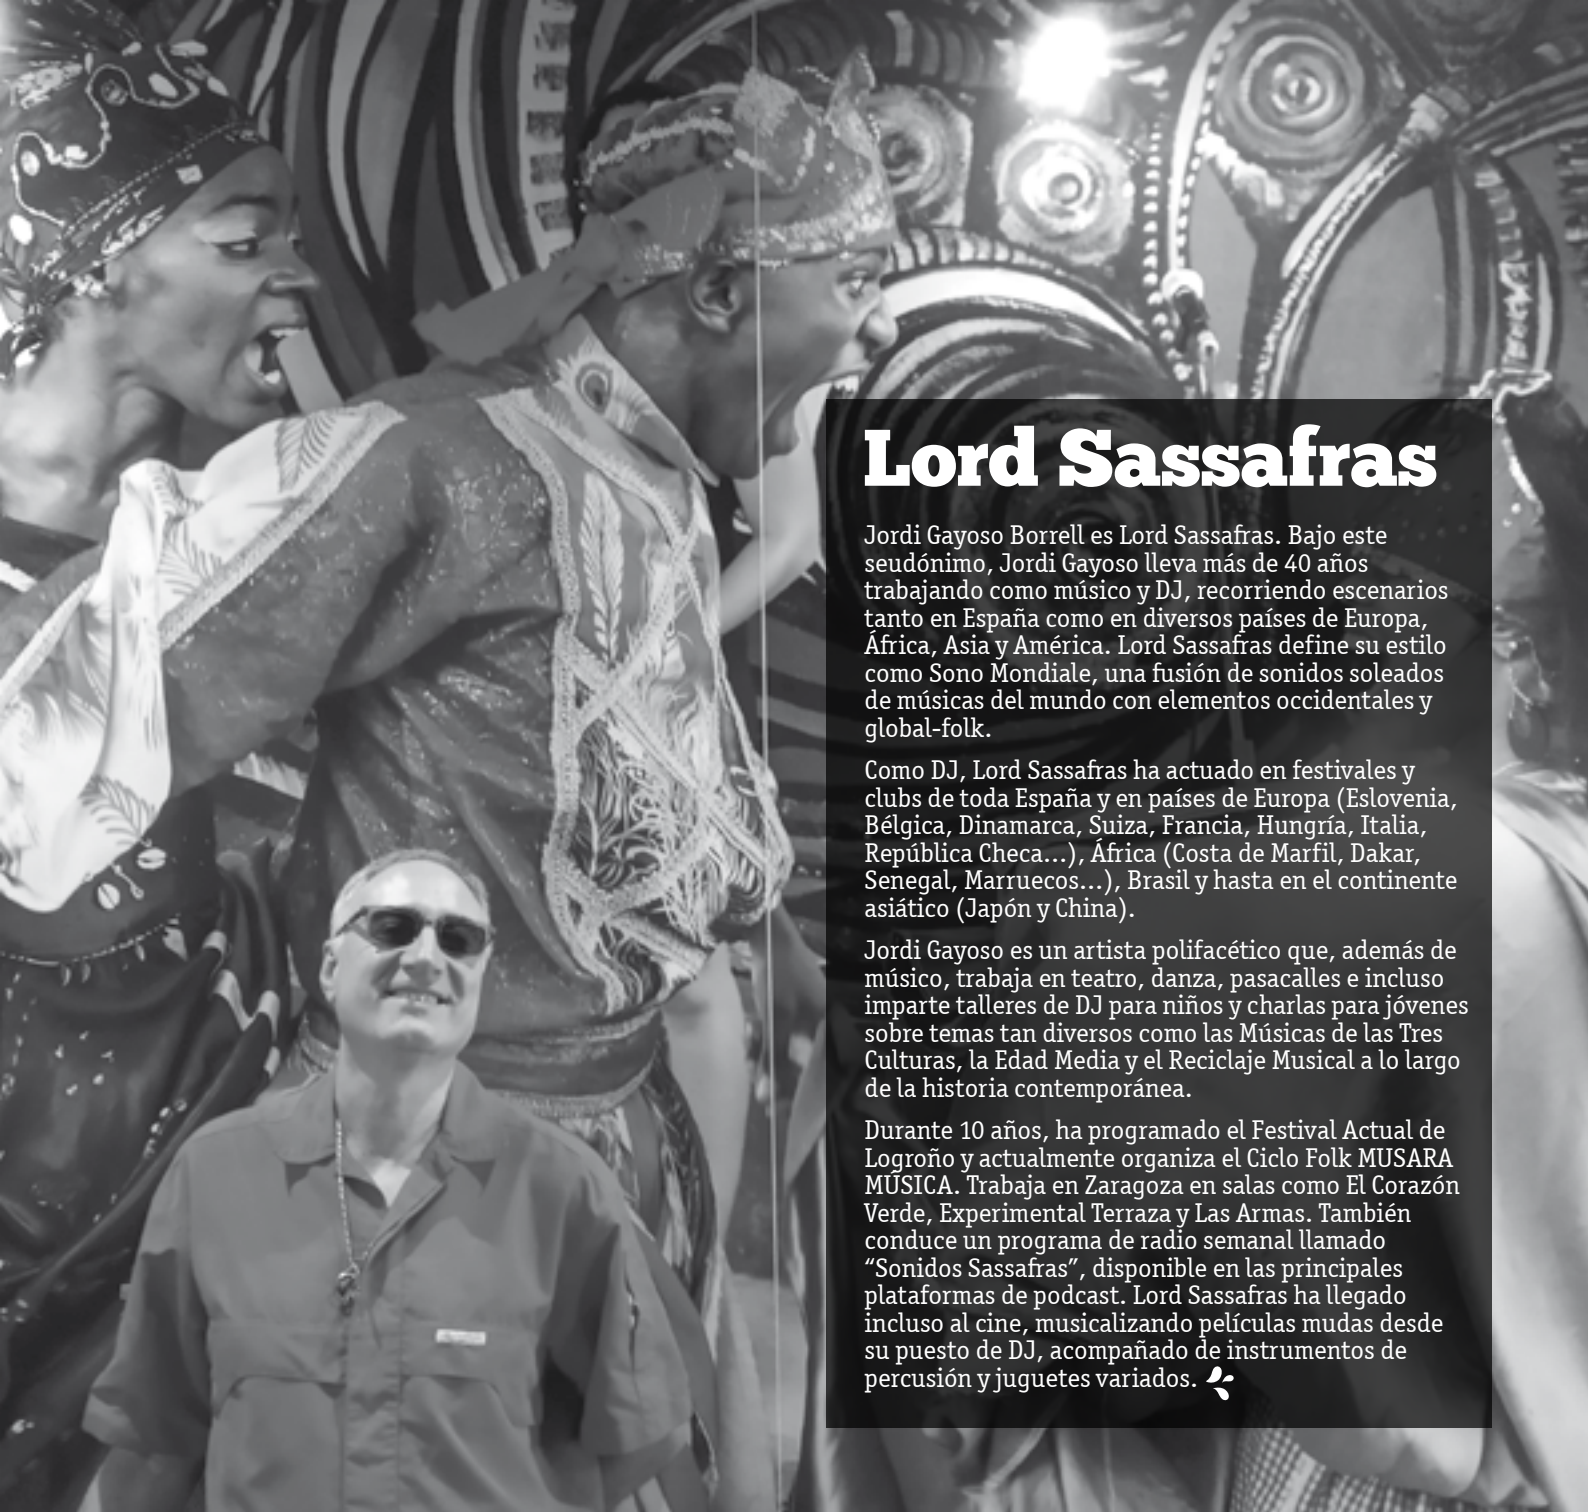 Lord Sassafras
Jordi Gayoso Borrell es Lord Sassafras. Bajo este
seudónimo, Jordi Gayoso lleva más de 40 años
trabajando como músico y DJ, recorriendo escenarios
tanto en España como en diversos países de Europa,
África, Asia y América. Lord Sassafras define su estilo
como Sono Mondiale, una fusión de sonidos soleados
de músicas del mundo con elementos occidentales y
global-folk.
Como DJ, Lord Sassafras ha actuado en festivales y
clubs de toda España y en países de Europa (Eslovenia,
Bélgica, Dinamarca, Suiza, Francia, Hungría, Italia,
República Checa...), África (Costa de Marfil, Dakar,
Senegal, Marruecos...), Brasil y hasta en el continente
asiático (Japón y China).
Jordi Gayoso es un artista polifacético que, además de
músico, trabaja en teatro, danza, pasacalles e incluso
imparte talleres de DJ para niños y charlas para jóvenes
sobre temas tan diversos como las Músicas de las Tres
Culturas, la Edad Media y el Reciclaje Musical a lo largo
de la historia contemporánea.
Durante 10 años, ha programado el Festival Actual de
Logroño y actualmente organiza el Ciclo Folk MUSARA
MÚSICA. Trabaja en Zaragoza en salas como El Corazón
Verde, Experimental Terraza y Las Armas. También
conduce un programa de radio semanal llamado
“Sonidos Sassafras”, disponible en las principales
plataformas de podcast. Lord Sassafras ha llegado
incluso al cine, musicalizando películas mudas desde
su puesto de DJ, acompañado de instrumentos de
percusión y juguetes variados.